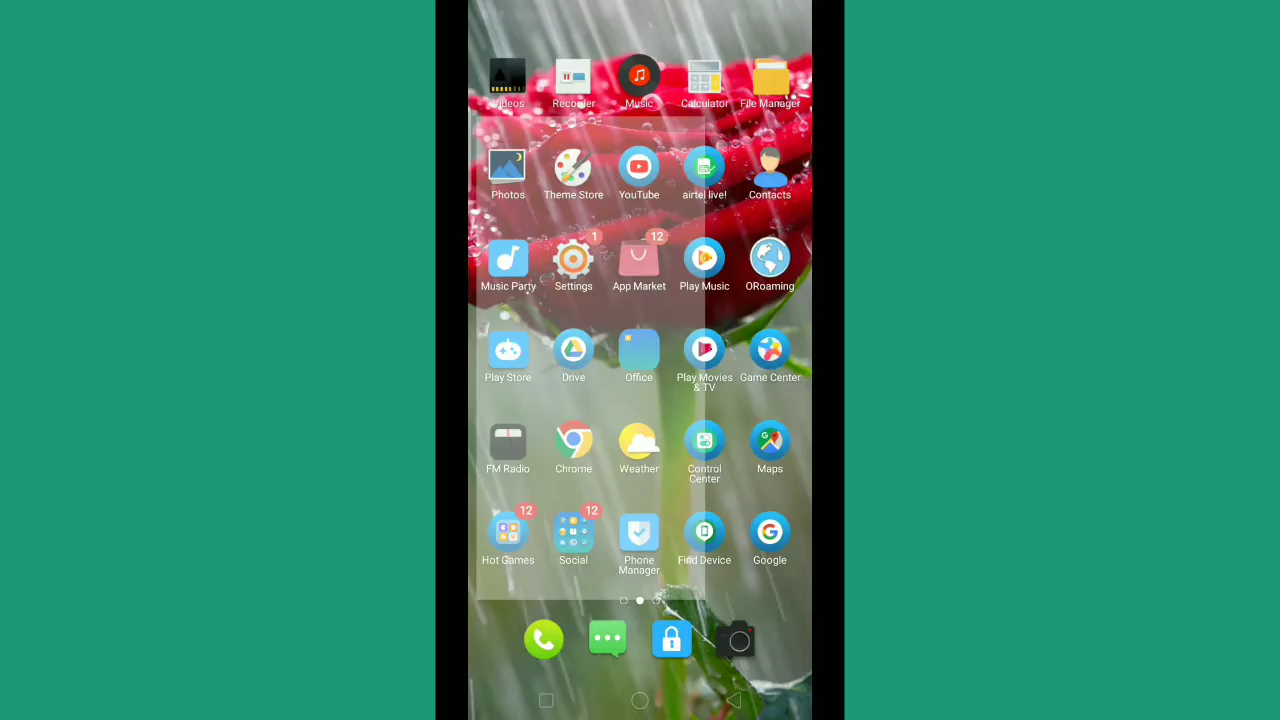 Videos Recorder Music Calculator File Manager
Photos Theme Store YouTube airtel live! Contacts
1 12
Music Party Settings App Market Play Music ORoaming
Play Store Drive Office Play Movies Game Center
& TV
FM Radio Chrome Weather Control Maps
Center
12 12
Hot Games Social Phone Find Device Google
Manager